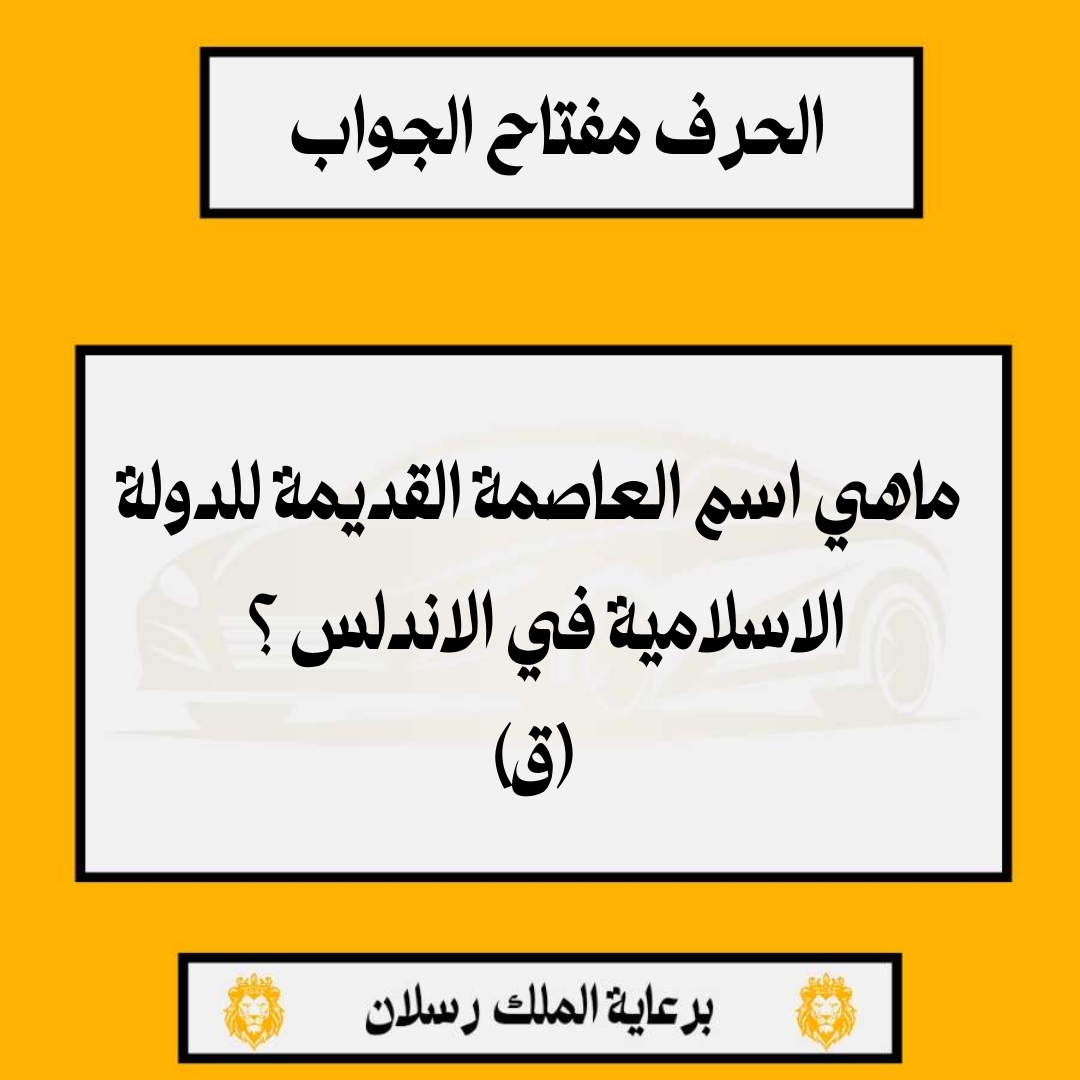 الحرف مفتاح الجواب
ماهي اسم العاصمة القديمة للدولة
الاسلامية في الاندلس ؟
(ق)
برعاية الملك رسلان